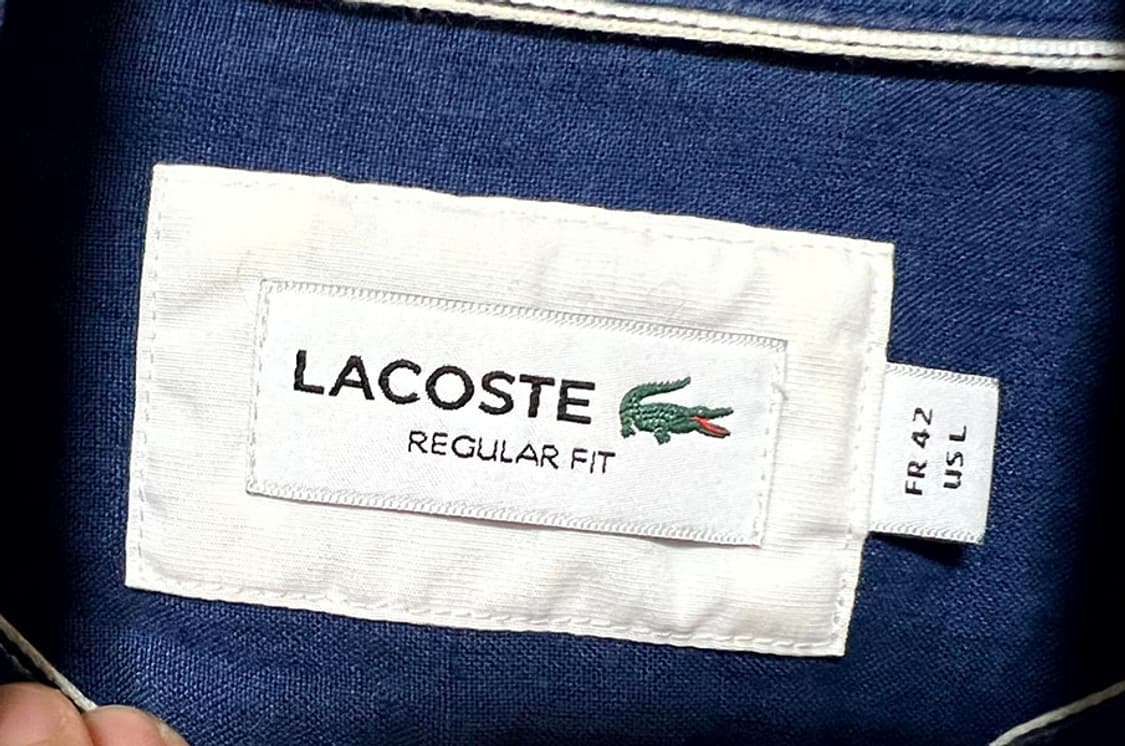 LACOSTE
REGULAR FIT
FR 42
US L